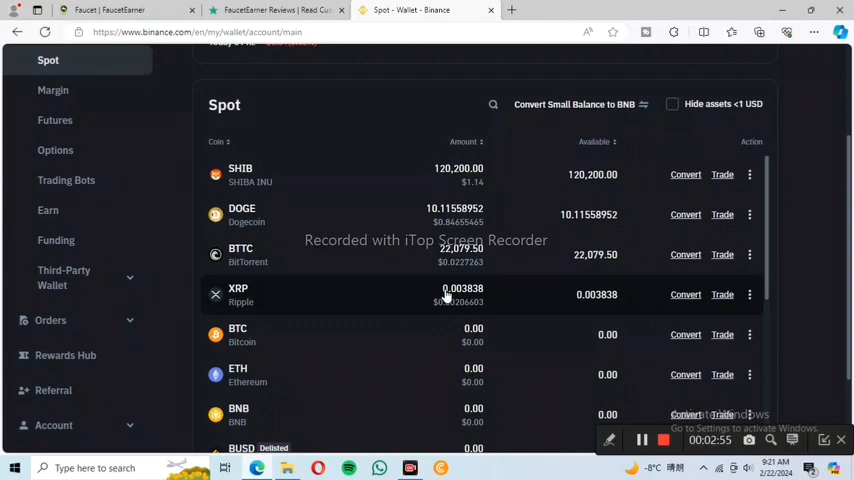 Faucet | FaucetEarner
FaucetEarner Reviews | Read Cus
Spot - Wallet - Binance
https://www.binance.com/en/my/wallet/account/main
Spot
Margin
Futures
Options
Trading Bots
Earn
Funding
Third-Party
Wallet
Orders
Rewards Hub
Referral
Account
Spot
Convert Small Balance to BNB
Hide assets <1 USD
Coin Amount Available Action
SHIB 120,200.00 120,200.00 Convert Trade
SHIBA INU $1.14
DOGE 10.11558952 10.11558952 Convert Trade
Dogecoin $0.84655465
Recorded with iTop Screen Recorder
BTTC 22,079.50 22,079.50 Convert Trade
BitTorrent $0.0227263
XRP 0.003838 0.003838 Convert Trade
Ripple
BTC 0.00 0.00 Convert Trade
Bitcoin $0.00
ETH 0.00 0.00 Convert Trade
Ethereum $0.00
BNB 0.00 0.00 Convert Trade
BNB $0.00
BUSD Delisted 0.00
Activate Windows
Go to Settings to activate Windows.
00:02:55
Type here to search
-8°C 晴朗
9:21 AM
2/22/2024
2